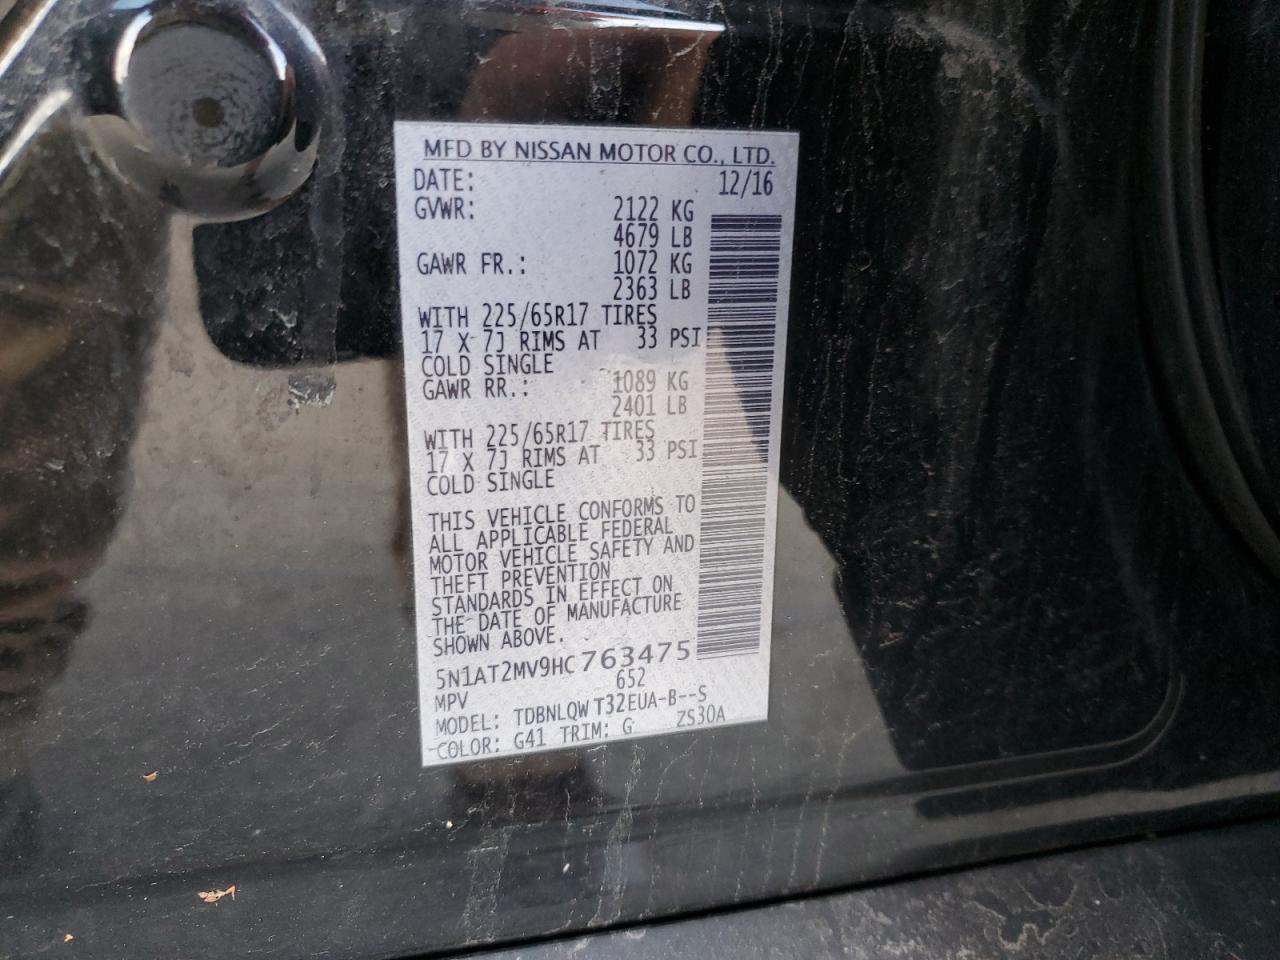 MFD BY NISSAN MOTOR CO., LTD.
DATE: 12/16
GVWR: 2122 KG
4679 LB
GAWR FR.: 1072 KG
2363 LB
WITH 225/65R17 TIRES
17 X 7J RIMS AT 33 PSI
COLD SINGLE
GAWR RR.: 1089 KG
2401 LB
WITH 225/65R17 TIRES
17 X 7J RIMS AT 33 PSI
COLD SINGLE
THIS VEHICLE CONFORMS TO
ALL APPLICABLE FEDERAL
MOTOR VEHICLE SAFETY AND
THEFT PREVENTION
STANDARDS IN EFFECT ON
THE DATE OF MANUFACTURE
SHOWN ABOVE.
5N1AT2MV9HC763475
MPV 652
MODEL: TDBNLQWT32EUA-B--S
COLOR: G41 TRIM: G ZS30A